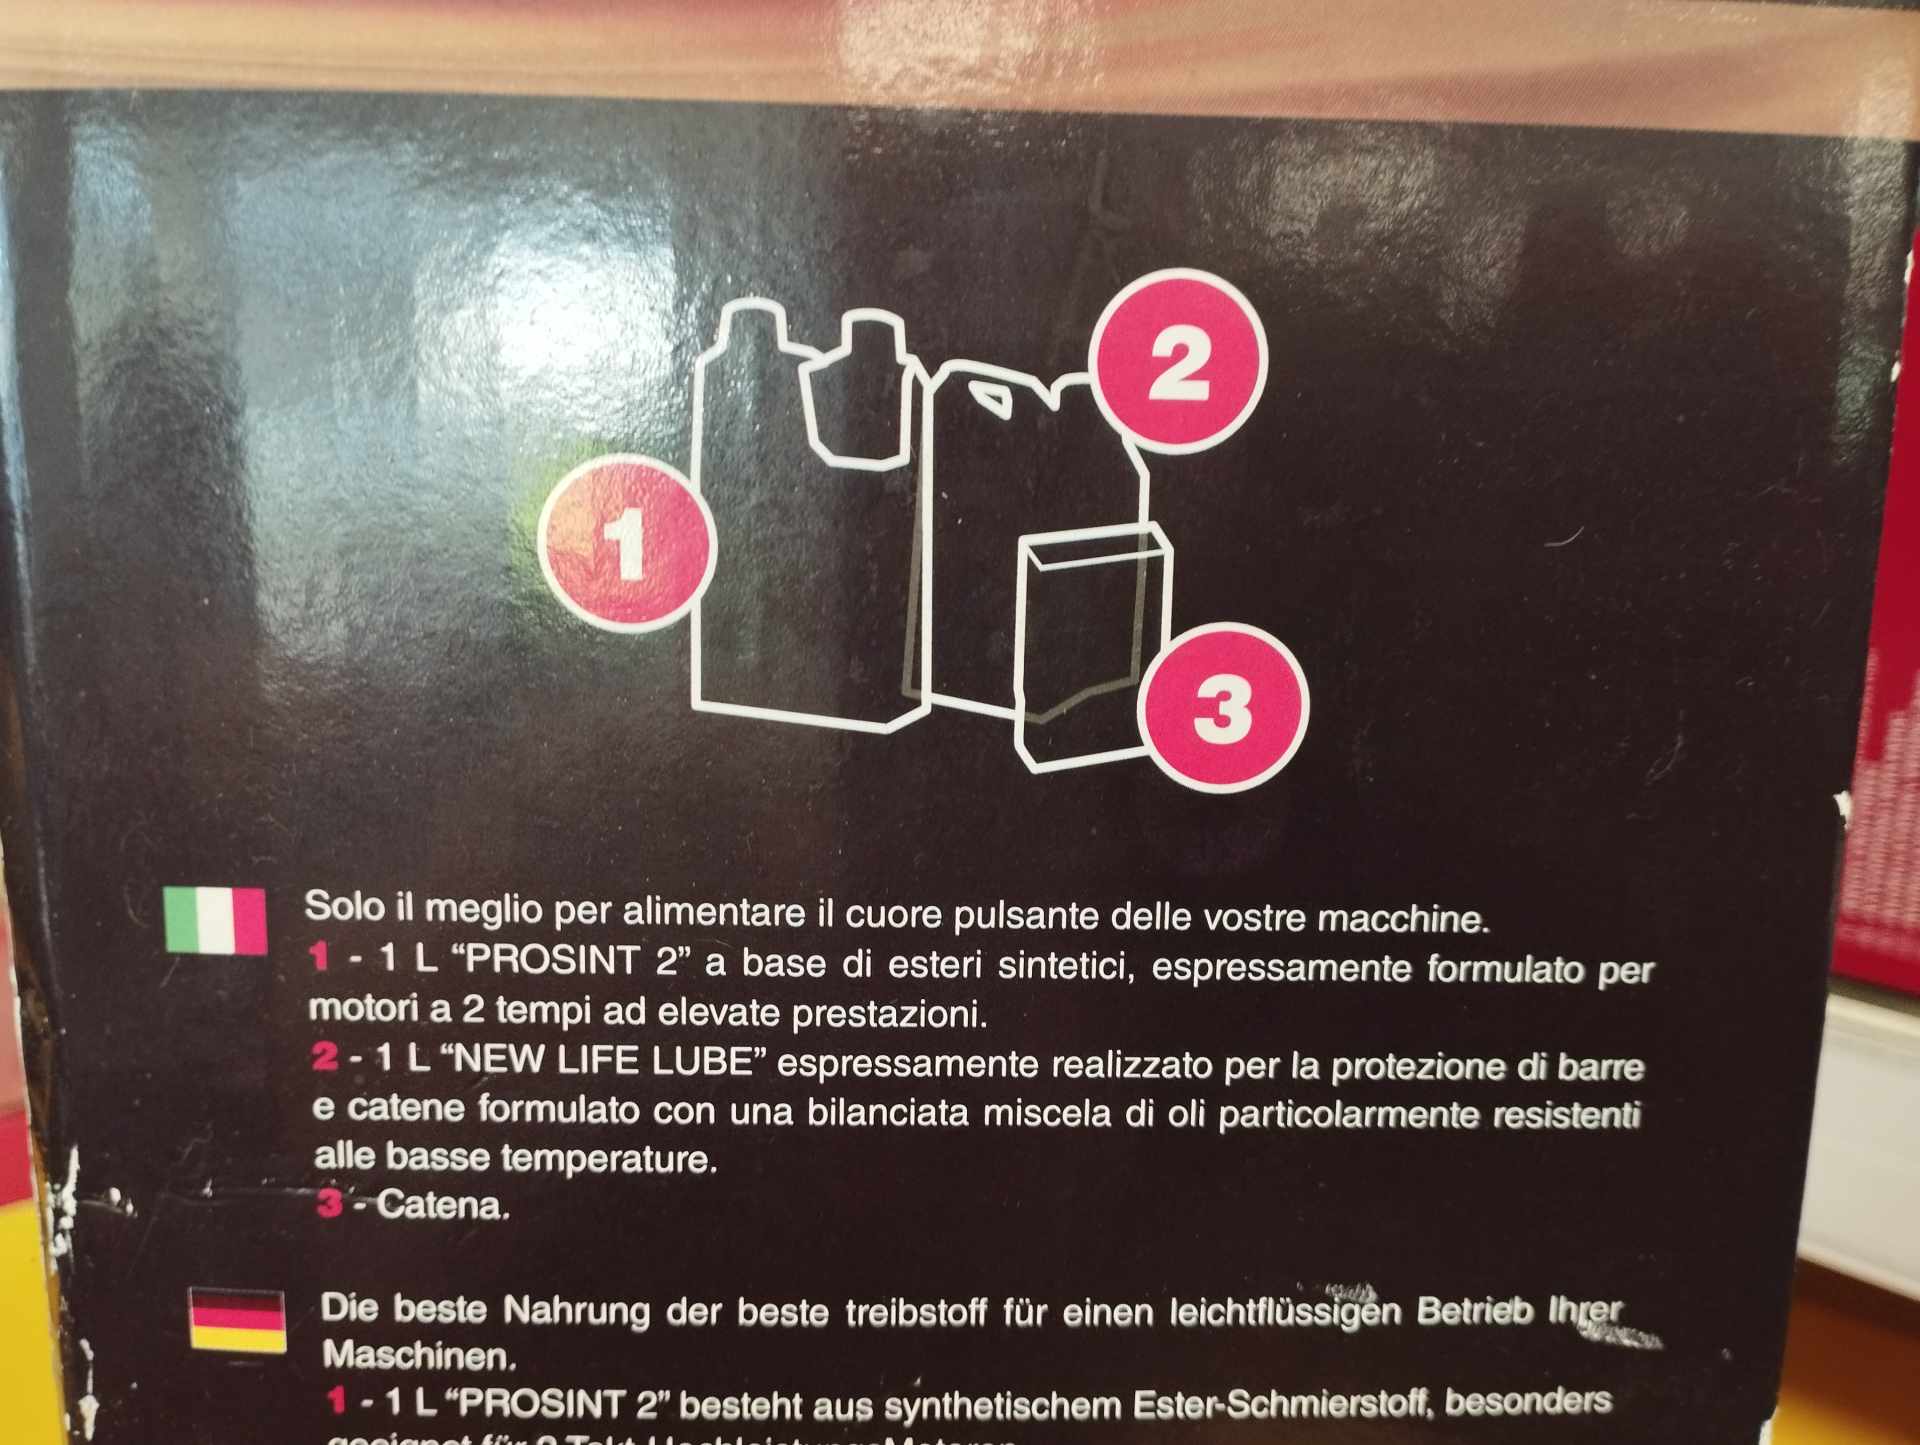 1
2
3
Solo il meglio per alimentare il cuore pulsante delle vostre macchine.
1 - 1 L “PROSINT 2” a base di esteri sintetici, espressamente formulato per
motori a 2 tempi ad elevate prestazioni.
2 - 1 L “NEW LIFE LUBE” espressamente realizzato per la protezione di barre
e catene formulato con una bilanciata miscela di oli particolarmente resistenti
alle basse temperature.
3 - Catena.
Die beste Nahrung der beste treibstoff für einen leichtflüssigen Betrieb Ihrer
Maschinen.
1 - 1 L “PROSINT 2” besteht aus synthetischem Ester-Schmierstoff, besonders